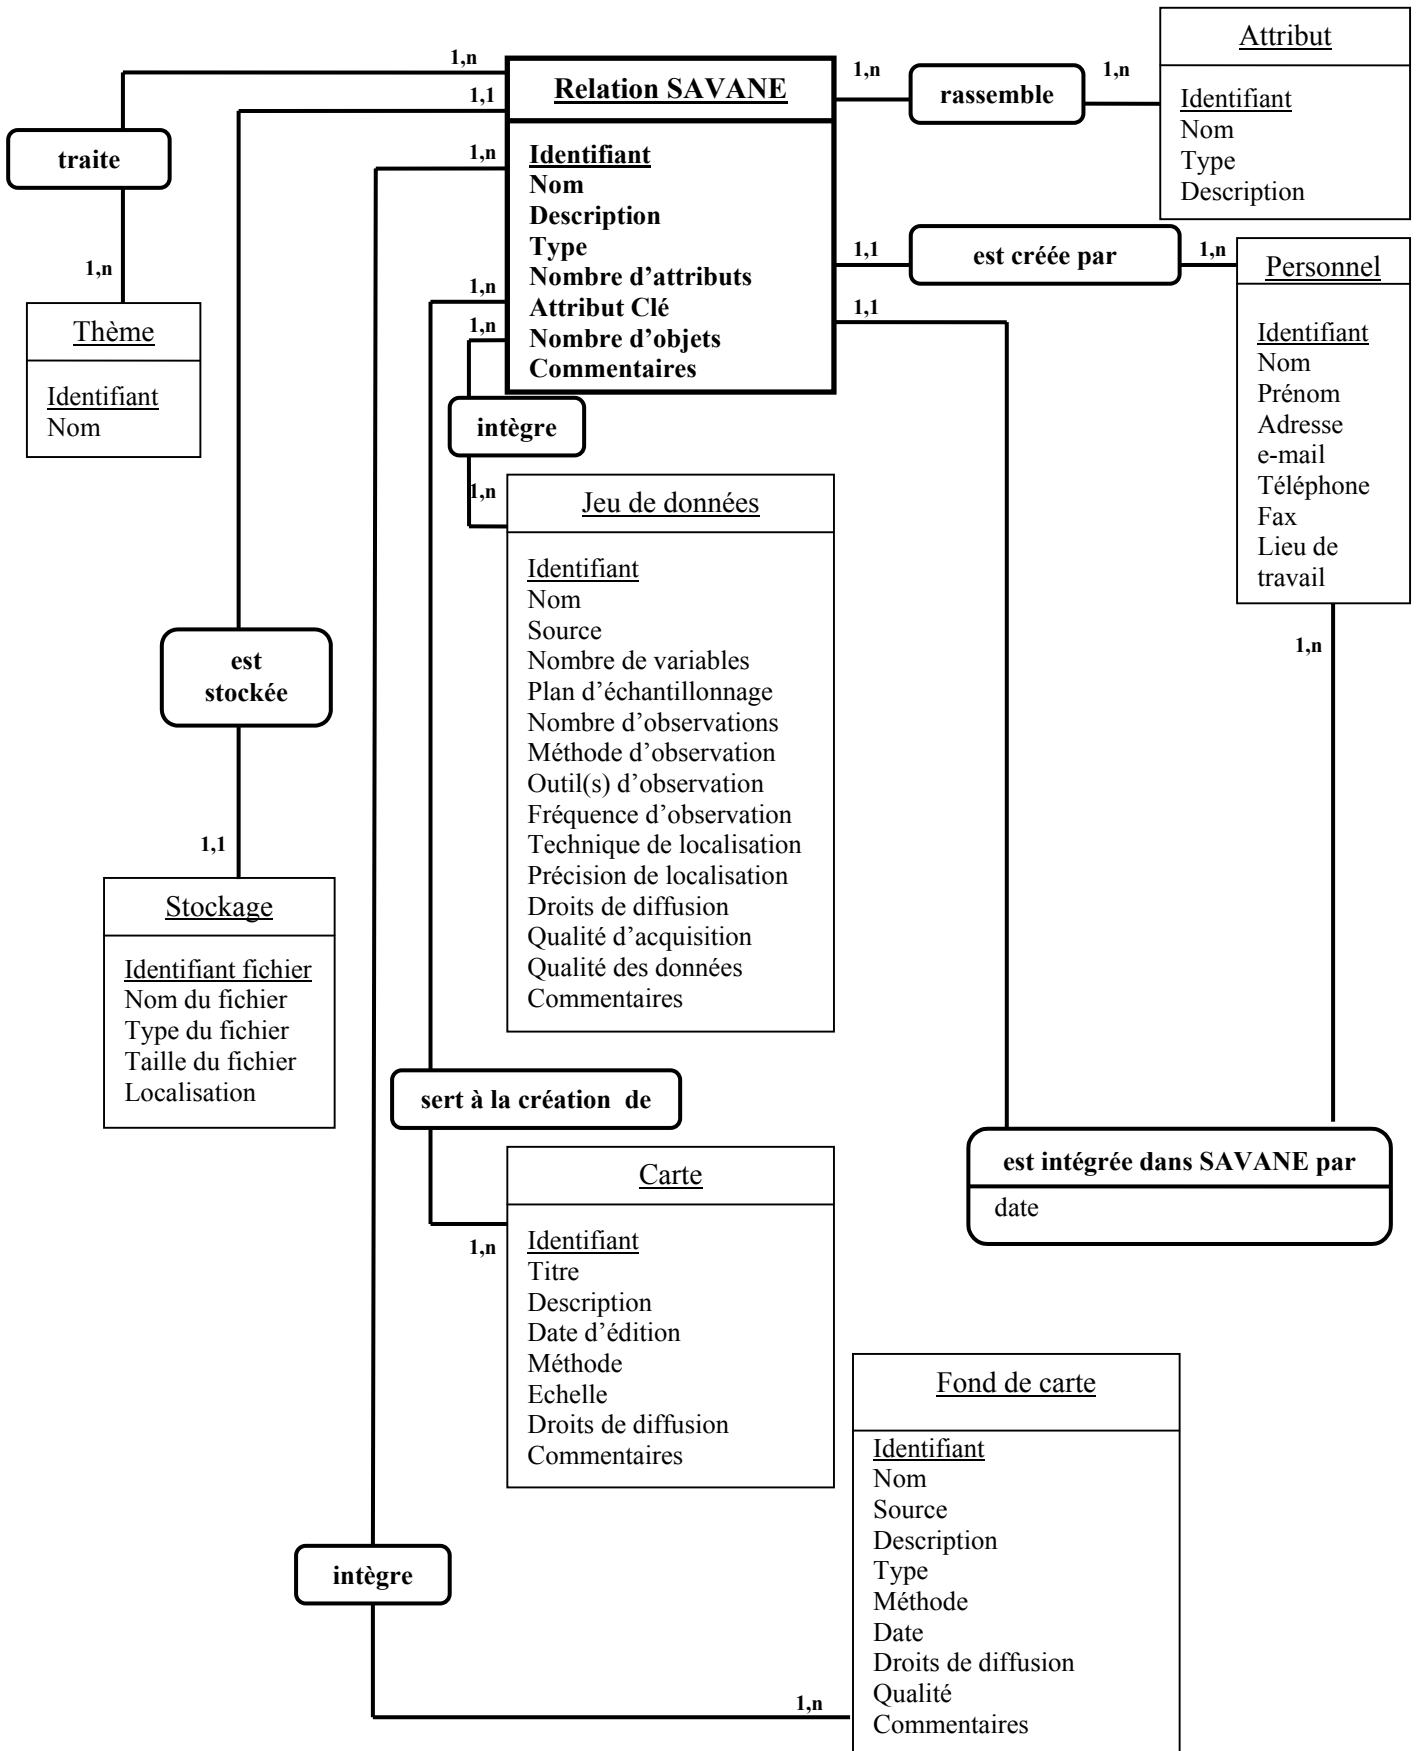 1,n
1,1
1,n
1,n
1,n
traite
1,n
Thème
Identifiant
Nom
Relation SAVANE
Identifiant
Nom
Description
Type
Nombre d’attributs
Attribut Clé
Nombre d’objets
Commentaires
1,n
rassemble
1,n
Attribut
Identifiant
Nom
Type
Description
1,1
est créée par
1,n
1,1
Personnel
Identifiant
Nom
Prénom
Adresse
e-mail
Téléphone
Fax
Lieu de
travail
1,n
intègre
1,n
Jeu de données
Identifiant
Nom
Source
Nombre de variables
Plan d’échantillonnage
Nombre d’observations
Méthode d’observation
Outil(s) d’observation
Fréquence d’observation
Technique de localisation
Précision de localisation
Droits de diffusion
Qualité d’acquisition
Qualité des données
Commentaires
est
stockée
1,1
Stockage
Identifiant fichier
Nom du fichier
Type du fichier
Taille du fichier
Localisation
sert à la création de
1,n
Carte
Identifiant
Titre
Description
Date d’édition
Méthode
Echelle
Droits de diffusion
Commentaires
est intégrée dans SAVANE par
date
intègre
1,n
Fond de carte
Identifiant
Nom
Source
Description
Type
Méthode
Date
Droits de diffusion
Qualité
Commentaires